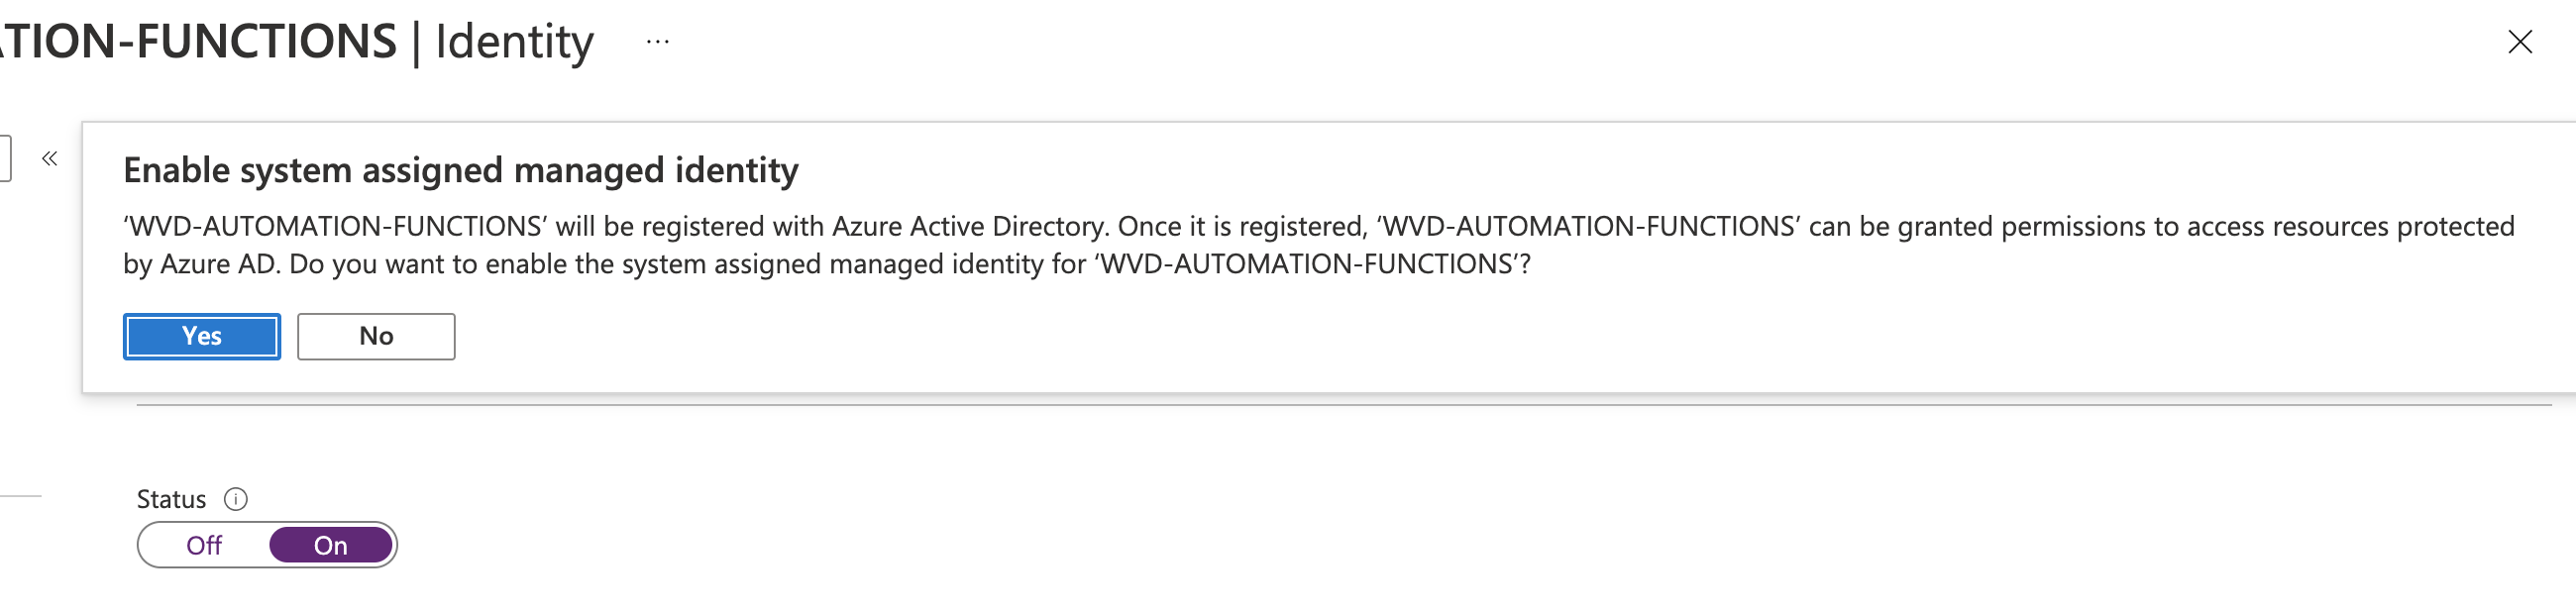 ATION-FUNCTIONS | Identity ...
Enable system assigned managed identity
‘WVD-AUTOMATION-FUNCTIONS’ will be registered with Azure Active Directory. Once it is registered, ‘WVD-AUTOMATION-FUNCTIONS’ can be granted permissions to access resources protected
by Azure AD. Do you want to enable the system assigned managed identity for ‘WVD-AUTOMATION-FUNCTIONS’?
Yes No
Status
Off On